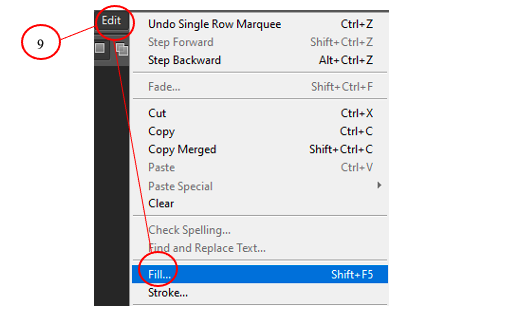 9
Edit
Undo Single Row Marquee Ctrl+Z
Step Forward Shift+Ctrl+Z
Step Backward Alt+Ctrl+Z
Fade... Shift+Ctrl+F
Cut Ctrl+X
Copy Ctrl+C
Copy Merged Shift+Ctrl+C
Paste Ctrl+V
Paste Special
Clear
Check Spelling...
Find and Replace Text...
Fill... Shift+F5
Stroke...